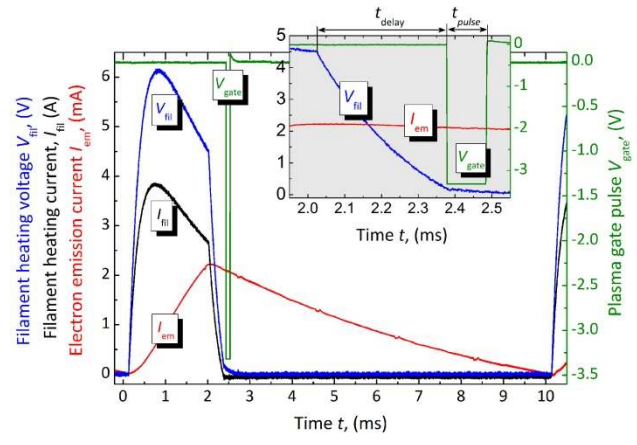 t_delay t_pulse
5
4
3
2
1
0
0
-1
-2
-3
V_fil
I_em
V_gate
2.0 2.1 2.2 2.3 2.4 2.5
Time t, (ms)
Filament heating voltage V_fil, (V)
Filament heating current, I_fil (A)
Electron emission current I_em, (mA)
6
5
4
3
2
1
0
V_fil
I_fil
I_em
V_gate
0.0
-0.5
-1.0
-1.5
-2.0
-2.5
-3.0
-3.5
Plasma gate pulse V_gate, (V)
0 1 2 3 4 5 6 7 8 9 10
Time t, (ms)